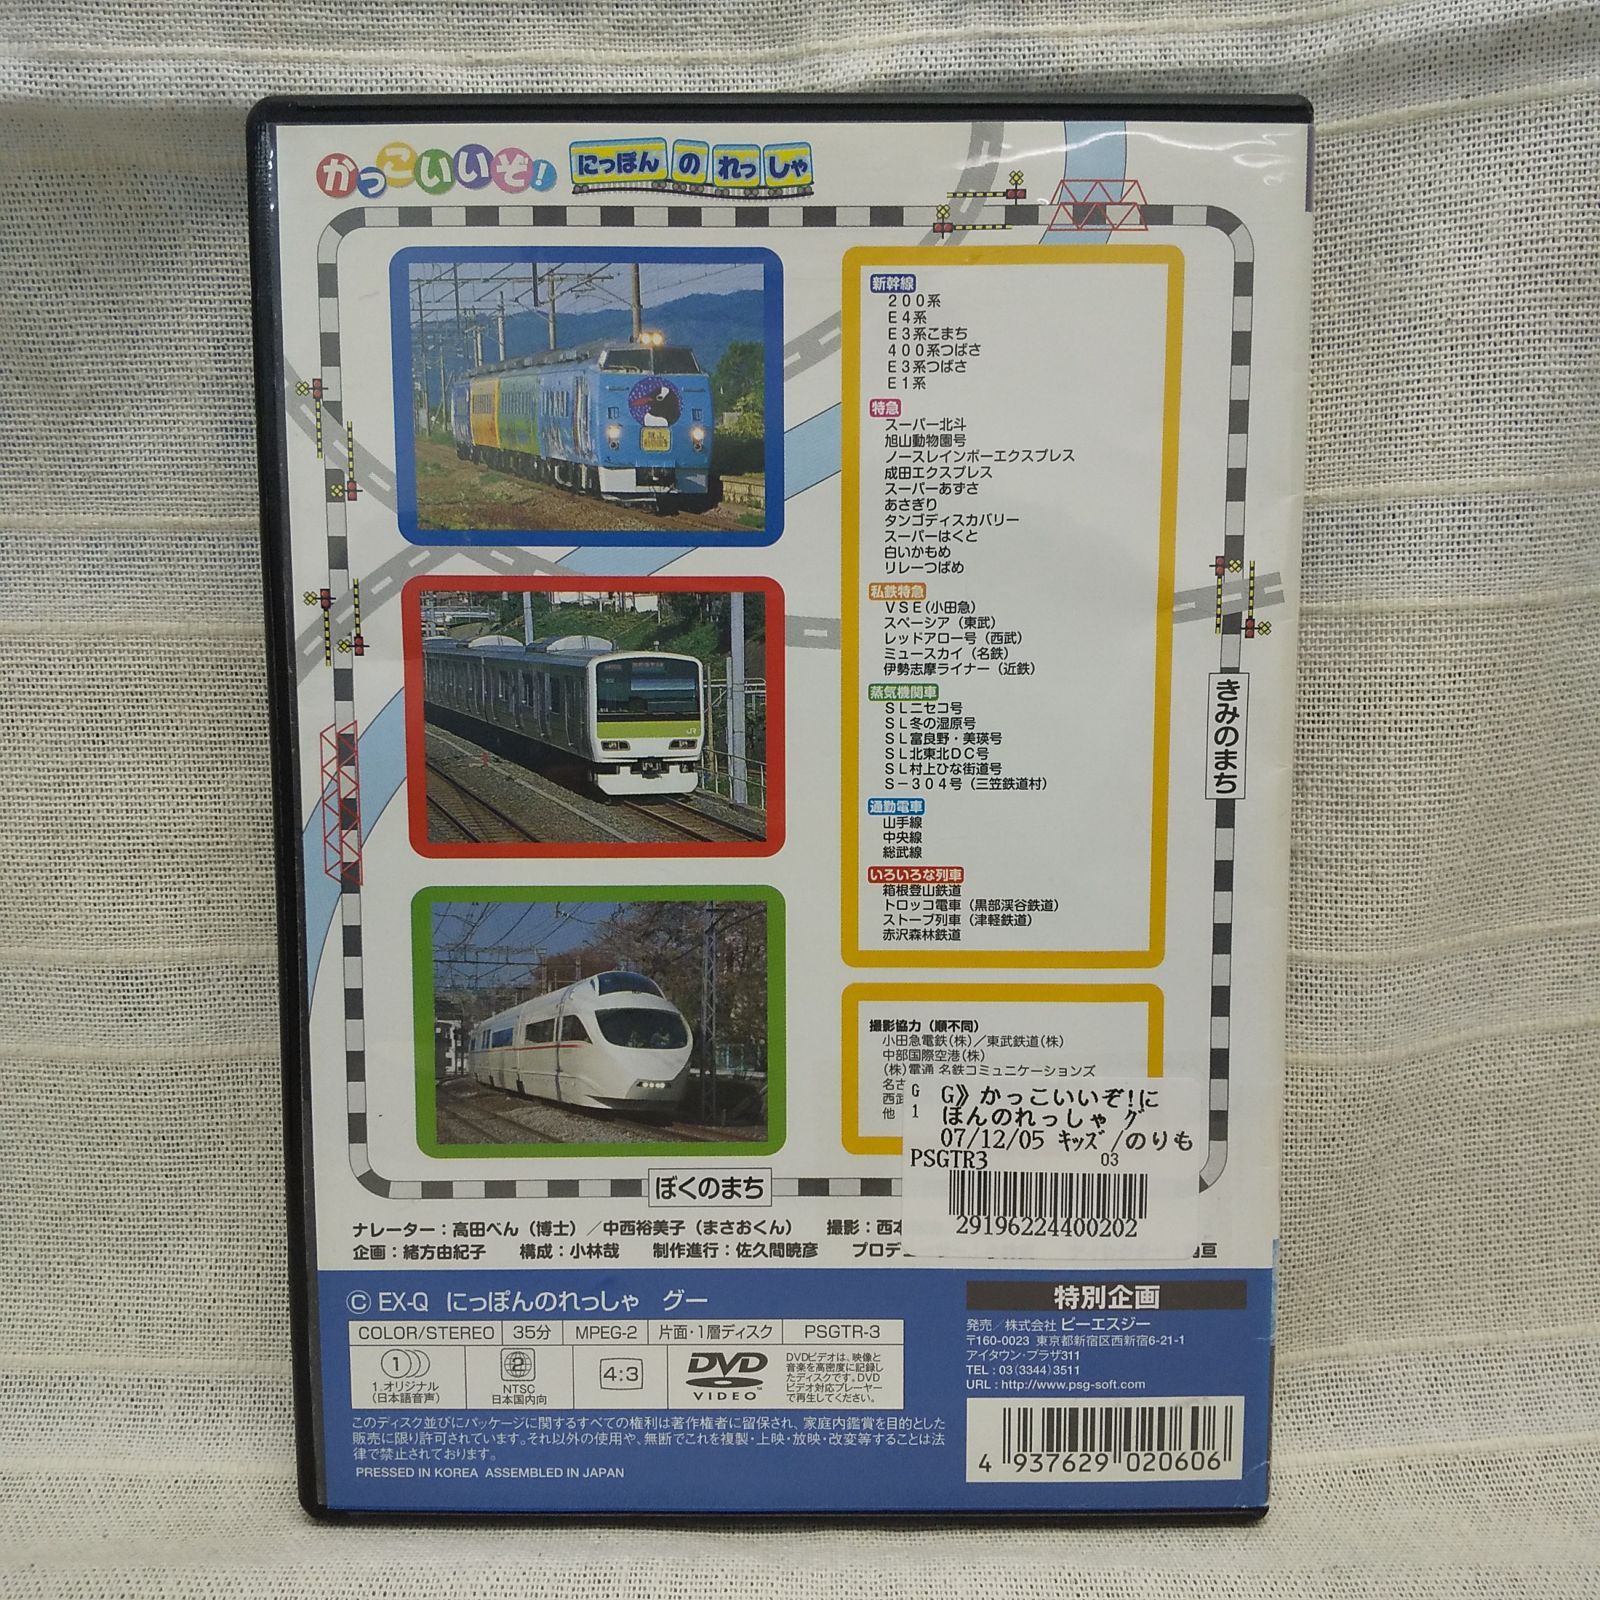 かっこいいぞ!
にっぽん の れっしゃ
新幹線
200系
E4系
E3系こまち
400系つばさ
E3系つばさ
E1系
特急
スーパー北斗
旭山動物園号
ノースレインボーエクスプレス
成田エクスプレス
スーパーあずさ
あさぎり
タンゴディスカバリー
スーパーはくと
白いかもめ
リレーつばめ
私鉄特急
VSE(小田急)
スペーシア(東武)
レッドアロー号(西武)
ミュースカイ(名鉄)
伊勢志摩ライナー(近鉄)
蒸気機関車
SLニセコ号
SL冬の湿原号
SL富良野・美瑛号
SL北東北DC号
SL村上ひな街道号
S-304号(三笠鉄道村)
通勤電車
山手線
中央線
総武線
いろいろな列車
箱根登山鉄道
トロッコ電車(黒部渓谷鉄道)
ストーブ列車(津軽鉄道)
赤沢森林鉄道
きみのまち
撮影協力(順不同)
小田急電鉄(株)/東武鉄道(株)
中部国際空港(株)
(株)電通 名鉄コミュニケーションズ
名古
西武
他
G G》かっこいいぞ!に
1 ぽんのれっしゃ グ
07/12/05 キッズ/のりも
PSGTR3 03
29196224400202
ぼくのまち
ナレーター:高田べん(博士)/中西裕美子(まさおくん) 撮影:西本
企画:緒方由紀子 構成:小林哉 制作進行:佐久間暁彦 プロデュ
© EX-Q にっぽんのれっしゃ グー
COLOR/STEREO 35分 MPEG-2 片面・1層ディスク PSGTR-3
1
1.オリジナル
(日本語音声)
2
NTSC
日本国内向
4:3
DVD
VIDEO
DVDビデオは、映像と
音楽を高密度に記録し
たディスクです。DVD
ビデオ対応プレーヤー
で再生してください。
このディスク並びにパッケージに関するすべての権利は著作権者に留保され、家庭内鑑賞を目的とした
販売に限り許可されています。それ以外の使用や、無断でこれを複製・上映・放映・改変等することは法
律で禁止されております。
PRESSED IN KOREA ASSEMBLED IN JAPAN
特別企画
発売/株式会社 ピーエスジー
〒160-0023 東京都新宿区西新宿6-21-1
アイタウン・プラザ311
TEL:03(3344)3511
URL:http://www.psg-soft.com
4 937629 020606